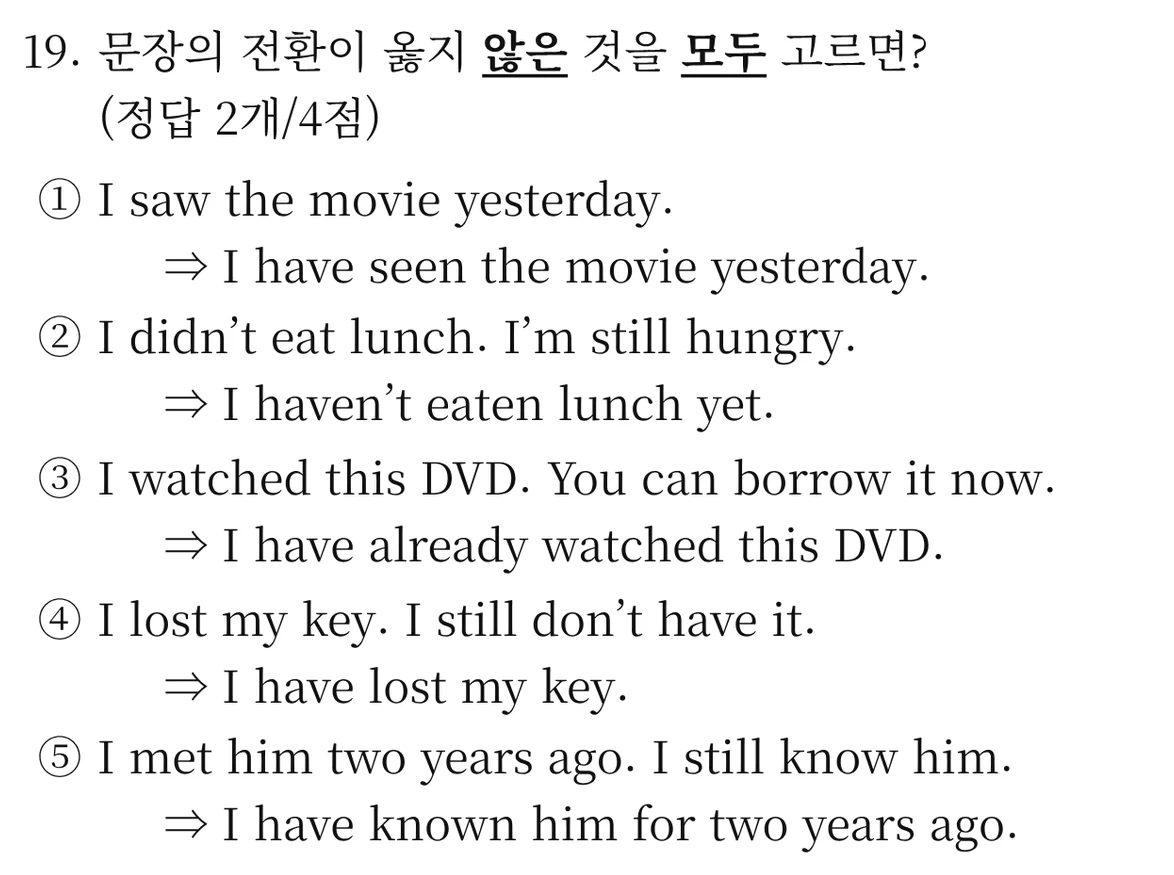 19. 문장의 전환이 옳지 않은 것을 모두 고르면?
(정답 2개/4점)
① I saw the movie yesterday.
⇒ I have seen the movie yesterday.
② I didn’t eat lunch. I’m still hungry.
⇒ I haven’t eaten lunch yet.
③ I watched this DVD. You can borrow it now.
⇒ I have already watched this DVD.
④ I lost my key. I still don’t have it.
⇒ I have lost my key.
⑤ I met him two years ago. I still know him.
⇒ I have known him for two years ago.